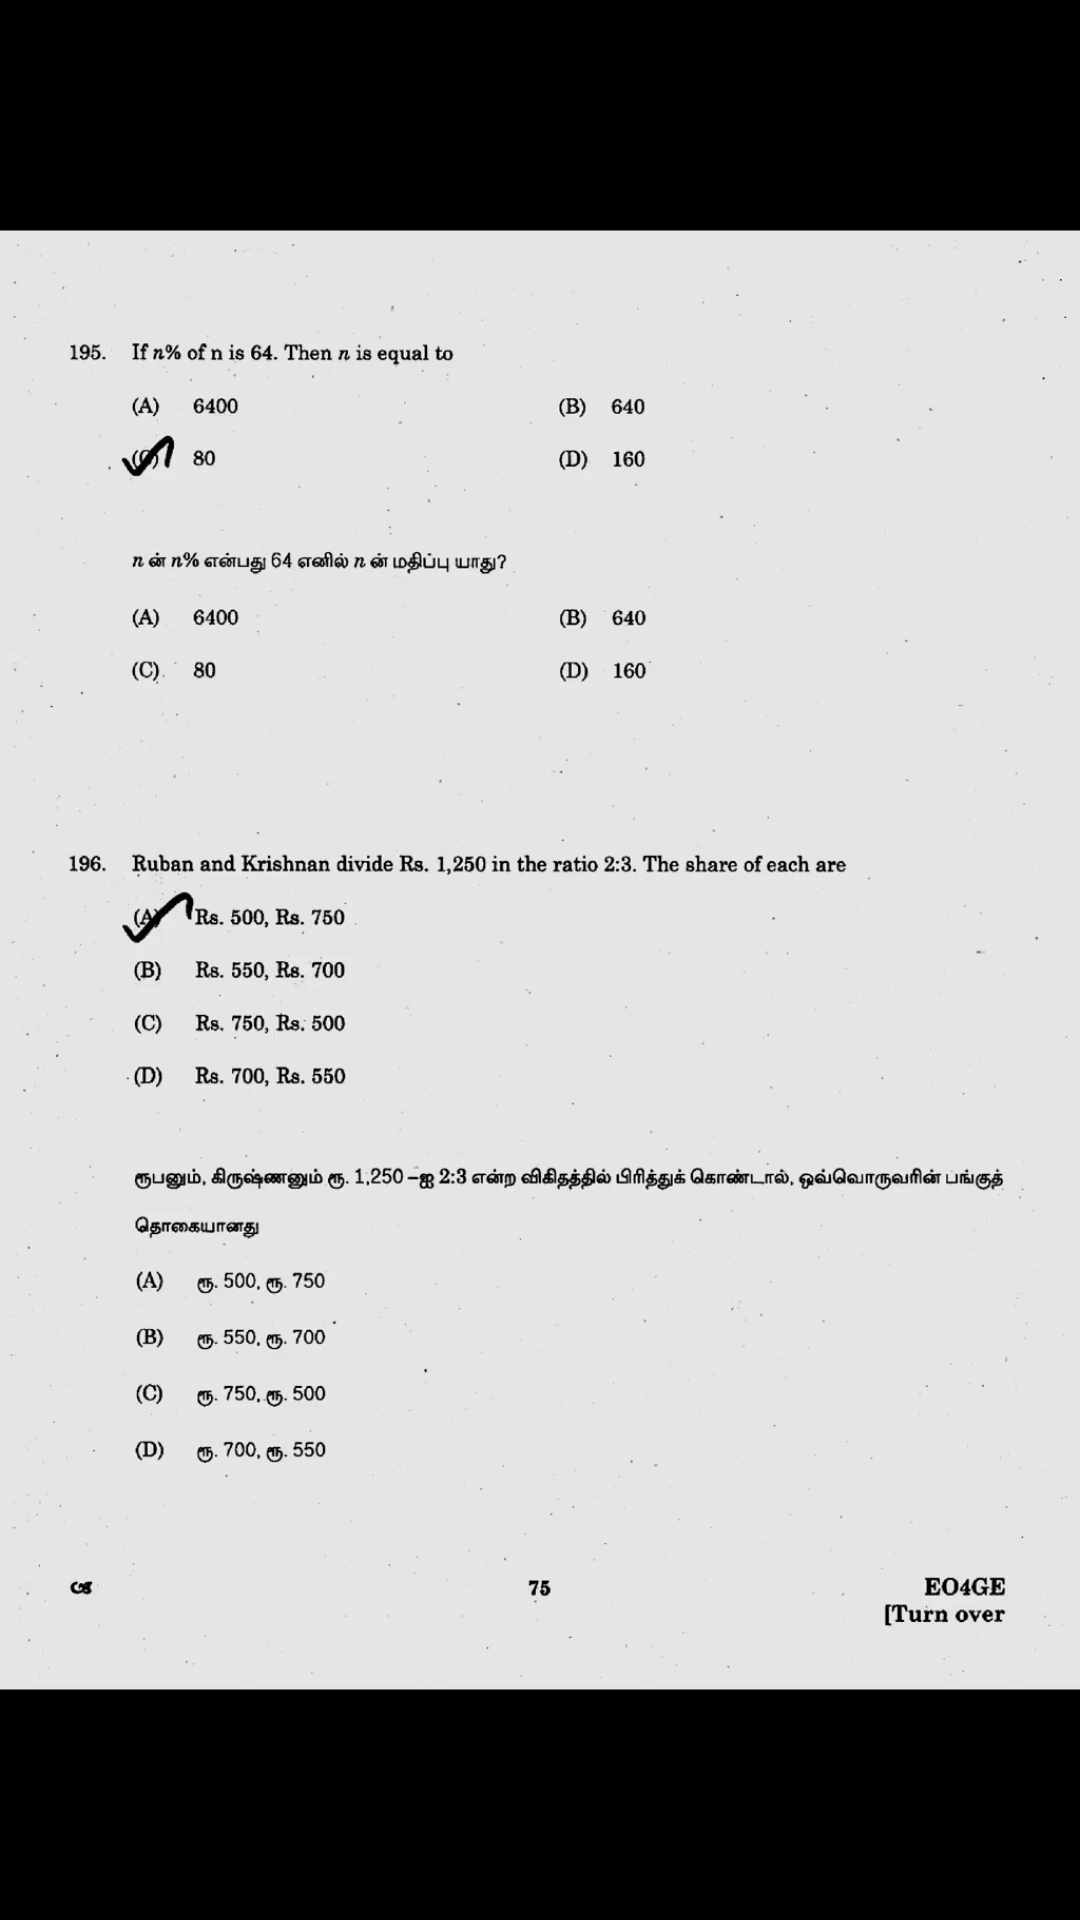 195. If n% of n is 64. Then n is equal to
(A) 6400 (B) 640
(C) 80 (D) 160
n ன் n% என்பது 64 எனில் n ன் மதிப்பு யாது?
(A) 6400 (B) 640
(C) 80 (D) 160
196. Ruban and Krishnan divide Rs. 1,250 in the ratio 2:3. The share of each are
(A) Rs. 500, Rs. 750
(B) Rs. 550, Rs. 700
(C) Rs. 750, Rs. 500
(D) Rs. 700, Rs. 550
ரூபனும், கிருஷ்ணனும் ரூ. 1,250 –ஐ 2:3 என்ற விகிதத்தில் பிரித்துக் கொண்டால், ஒவ்வொருவரின் பங்குத்
தொகையானது
(A) ரூ. 500, ரூ. 750
(B) ரூ. 550, ரூ. 700
(C) ரூ. 750, ரூ. 500
(D) ரூ. 700, ரூ. 550
75 EO4GE
[Turn over